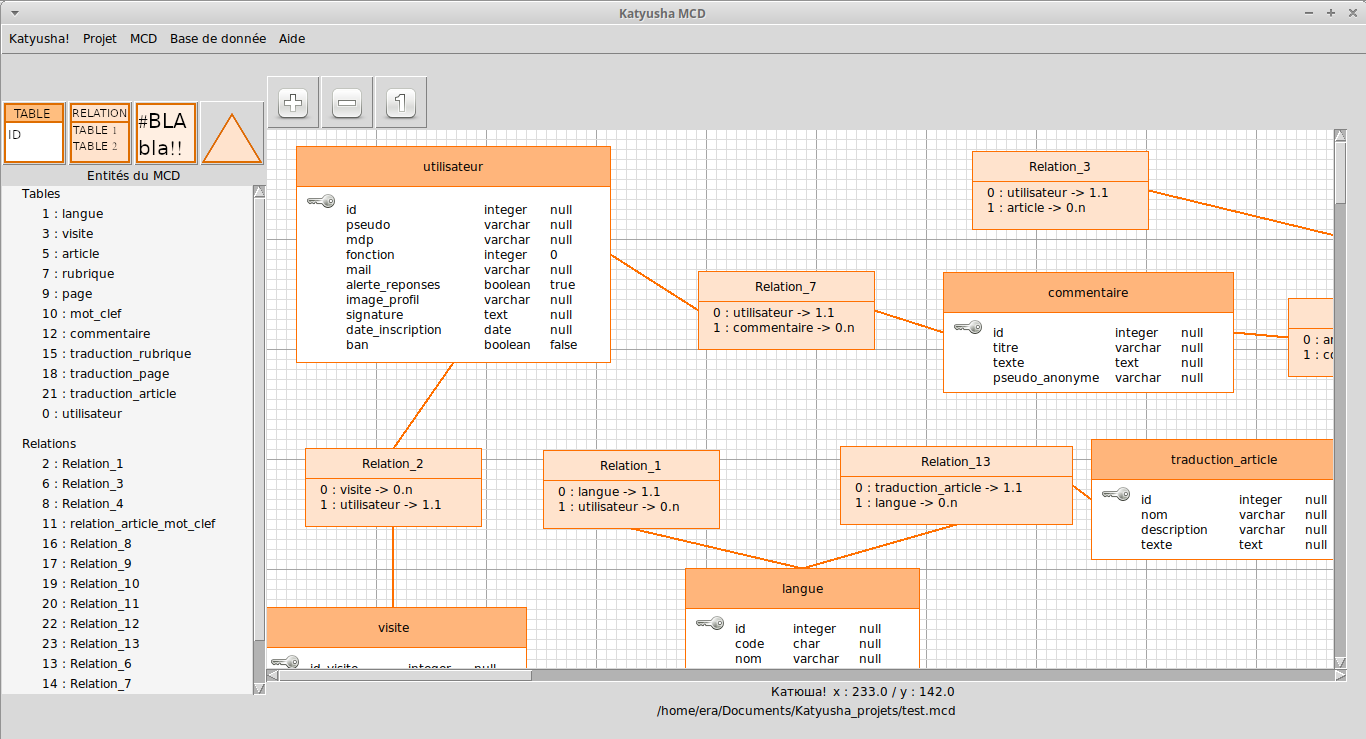 Katyusha MCD
Katyusha! Projet MCD Base de donnée Aide
1
TABLE
ID
RELATION
TABLE 1
TABLE 2
#BLA
bla!!
Entités du MCD
Tables
1 : langue
3 : visite
5 : article
7 : rubrique
9 : page
10 : mot_clef
12 : commentaire
15 : traduction_rubrique
18 : traduction_page
21 : traduction_article
0 : utilisateur
Relations
2 : Relation_1
6 : Relation_3
8 : Relation_4
11 : relation_article_mot_clef
16 : Relation_8
17 : Relation_9
19 : Relation_10
20 : Relation_11
22 : Relation_12
23 : Relation_13
13 : Relation_6
14 : Relation_7
utilisateur
id integer null
pseudo varchar null
mdp varchar null
fonction integer 0
mail varchar null
alerte_reponses boolean true
image_profil varchar null
signature text null
date_inscription date null
ban boolean false
Relation_3
0 : utilisateur -> 1.1
1 : article -> 0.n
Relation_7
0 : utilisateur -> 1.1
1 : commentaire -> 0.n
commentaire
id integer null
titre varchar null
texte text null
pseudo_anonyme varchar null
0 : ar
1 : co
Relation_2
0 : visite -> 0.n
1 : utilisateur -> 1.1
Relation_1
0 : langue -> 1.1
1 : utilisateur -> 0.n
Relation_13
0 : traduction_article -> 1.1
1 : langue -> 0.n
traduction_article
id integer null
nom varchar null
description varchar null
texte text null
visite
id_visite integer null
langue
id integer null
code char null
nom varchar null
Катюша! x : 233.0 / y : 142.0
/home/era/Documents/Katyusha_projets/test.mcd